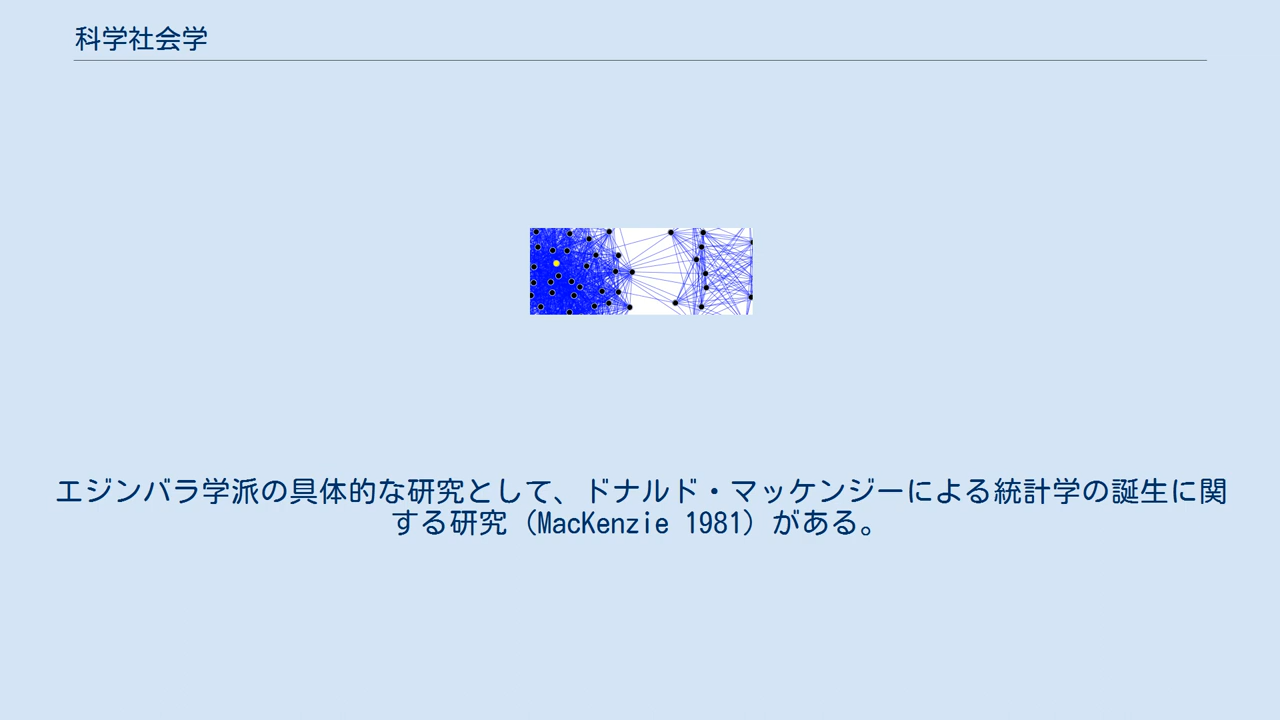 科学社会学
エジンバラ学派の具体的な研究として、ドナルド・マッケンジーによる統計学の誕生に関
する研究（MacKenzie 1981）がある。